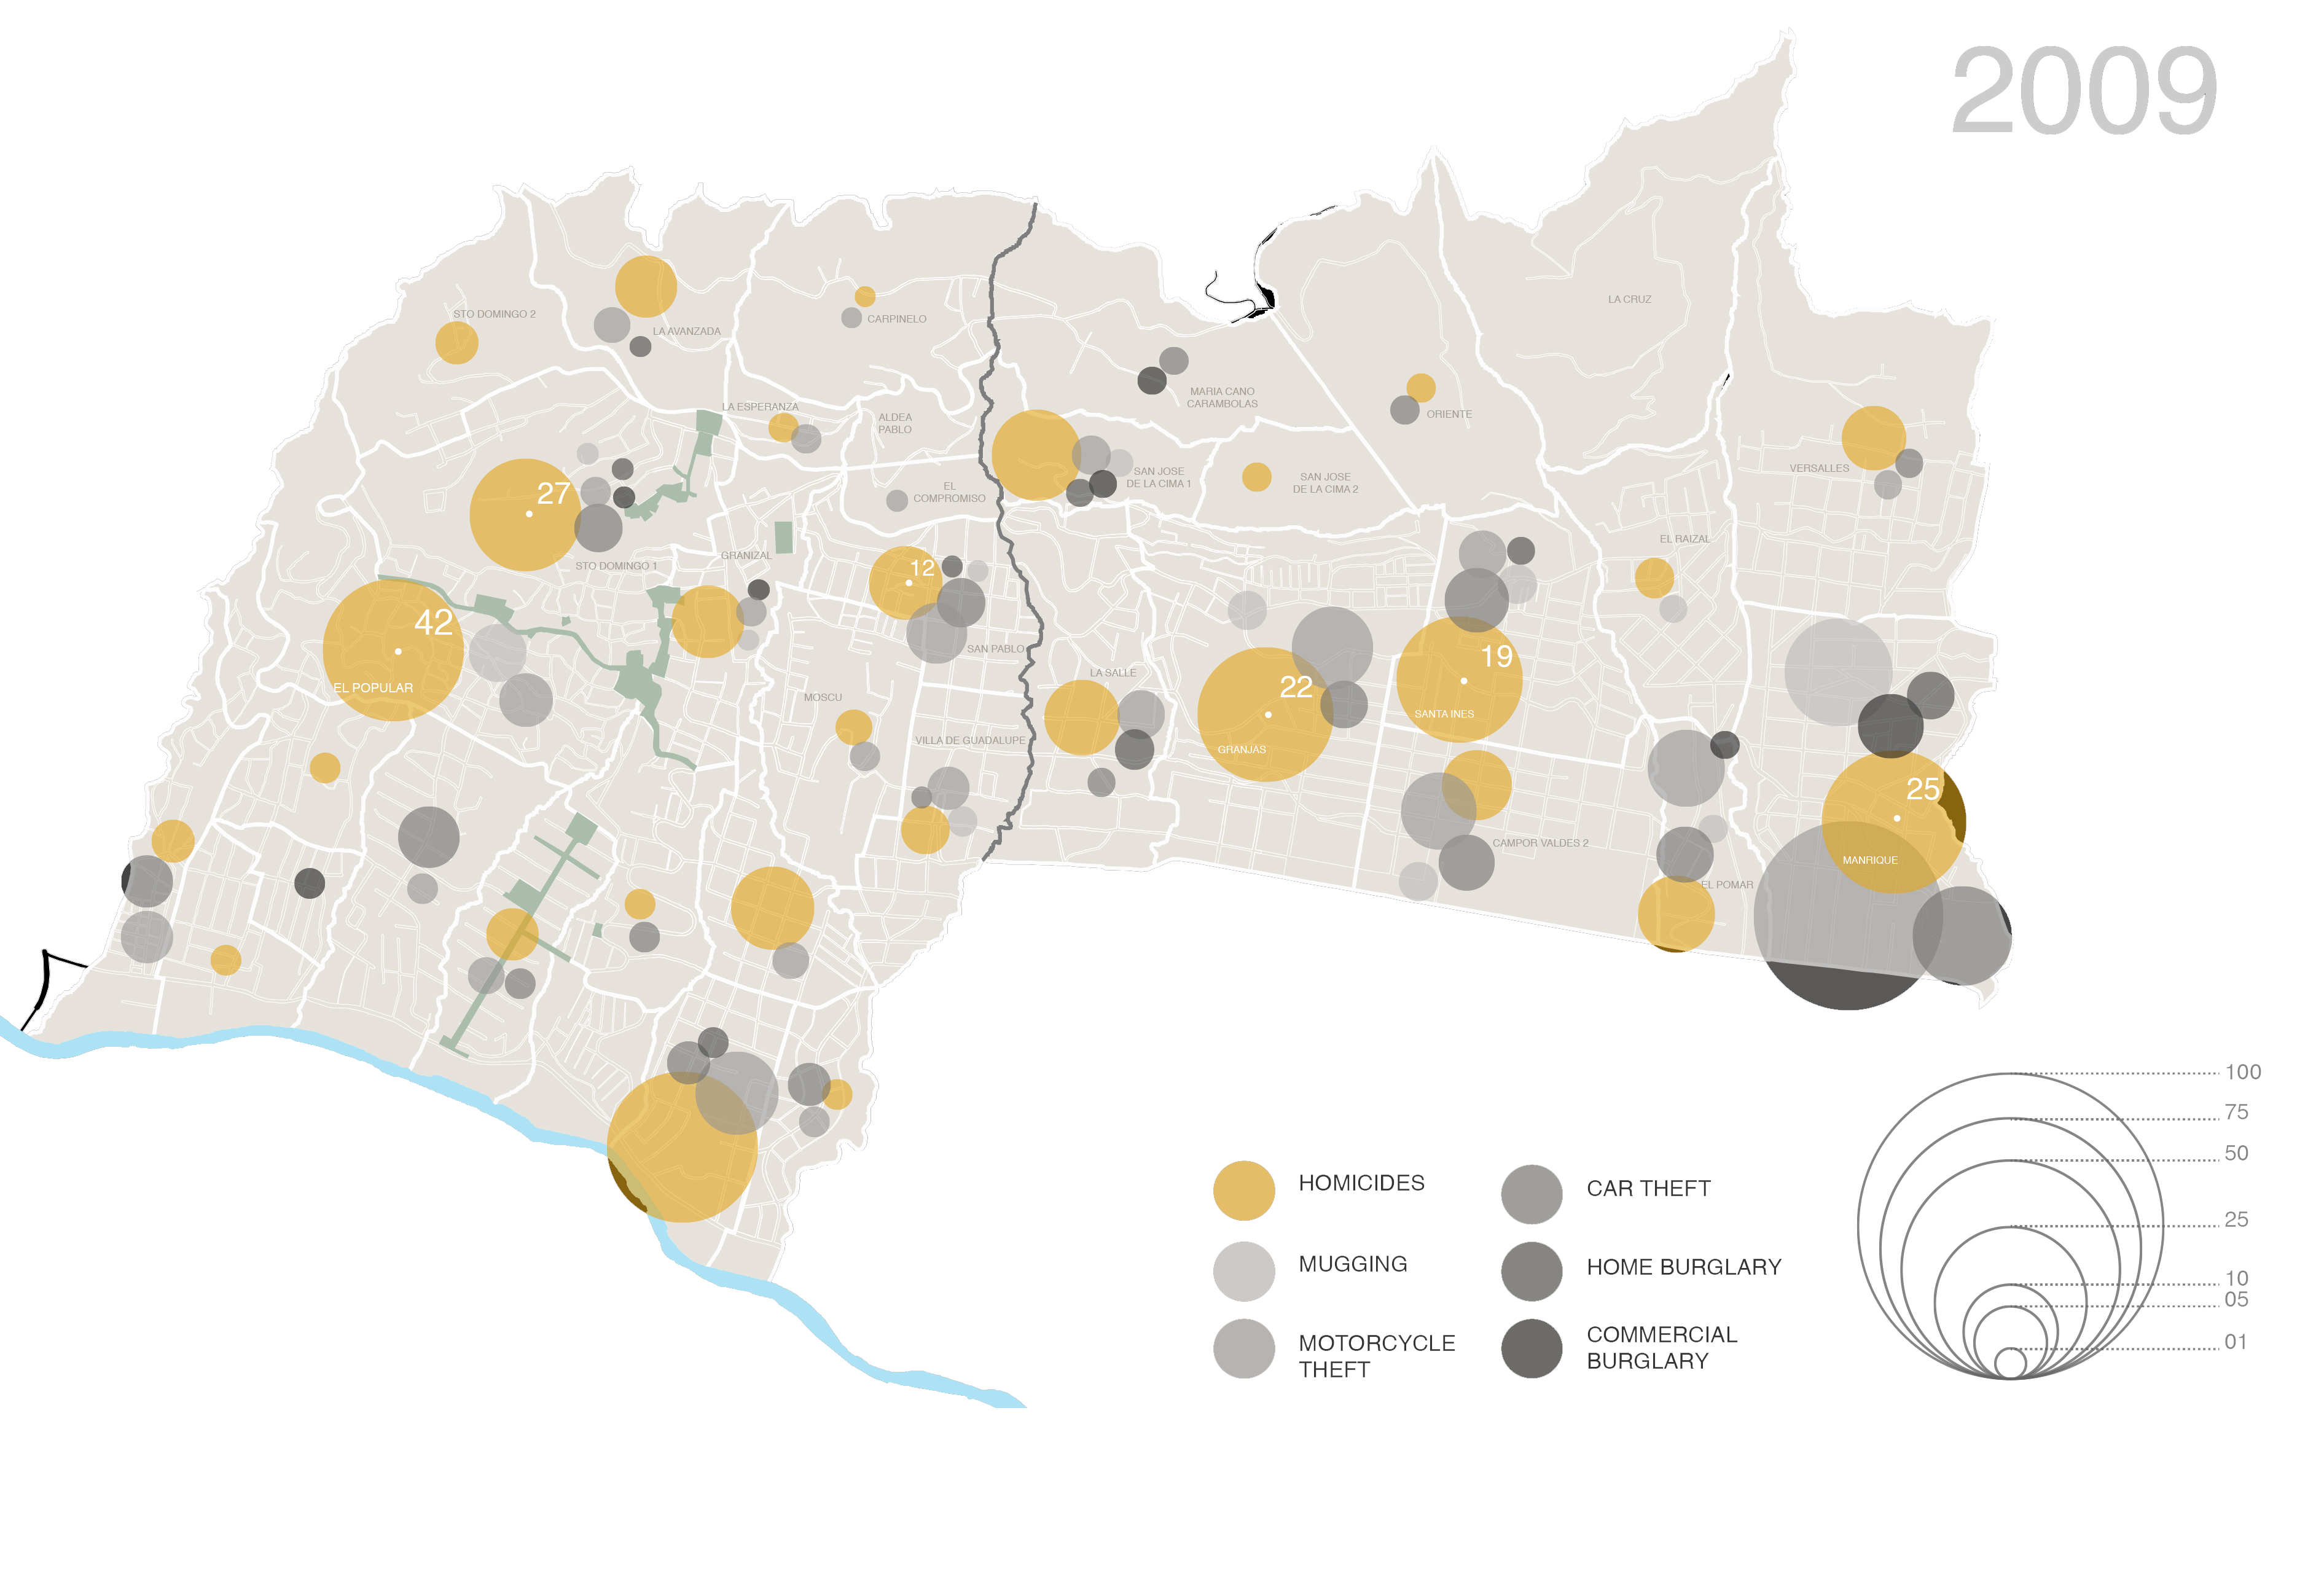 2009
LA CRUZ
STO DOMINGO 2
LA AVANZADA
CARPINELO
MARIA CANO
CARAMBOLAS
ORIENTE
LA ESPERANZA
ALDEA
PABLO
VERSALLES
SAN JOSE
DE LA CIMA 1
SAN JOSE
DE LA CIMA 2
EL
COMPROMISO
27
STO DOMINGO 1
GRANIZAL
12
EL RAIZAL
42
EL POPULAR
SAN PABLO
LA SALLE
22
GRANJAS
19
SANTA INES
MOSCU
VILLA DE GUADALUPE
25
MANRIQUE
CAMPOR VALDES 2
EL POMAR
HOMICIDES
MUGGING
MOTORCYCLE
THEFT
CAR THEFT
HOME BURGLARY
COMMERCIAL
BURGLARY
100
75
50
25
10
05
01